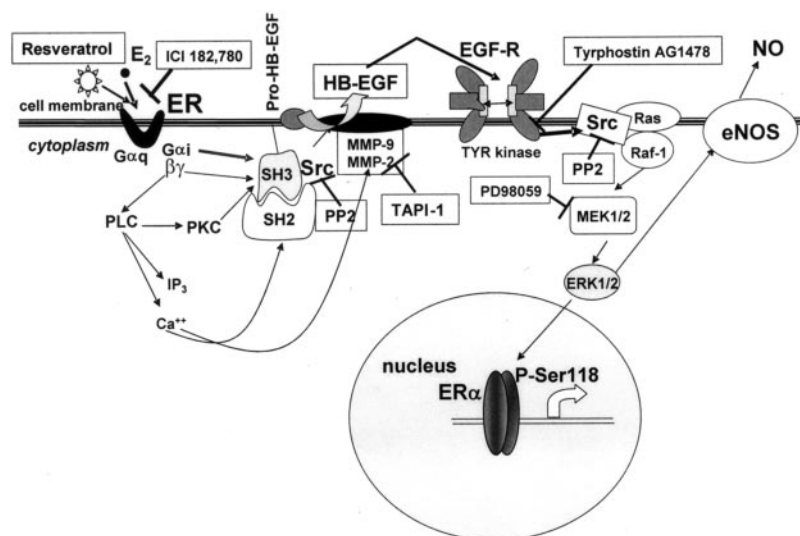 Resveratrol
E₂
ICI 182,780
cell membrane
ER
cytoplasm
Gαq
Gαi
βγ
PLC
PKC
IP₃
Ca⁺⁺
Pro-HB-EGF
HB-EGF
SH3
Src
SH2
PP2
MMP-9
MMP-2
TAPI-1
EGF-R
Tyrphostin AG1478
TYR kinase
Src
Ras
Raf-1
PP2
PD98059
MEK1/2
ERK1/2
NO
eNOS
nucleus
ERα
P-Ser118